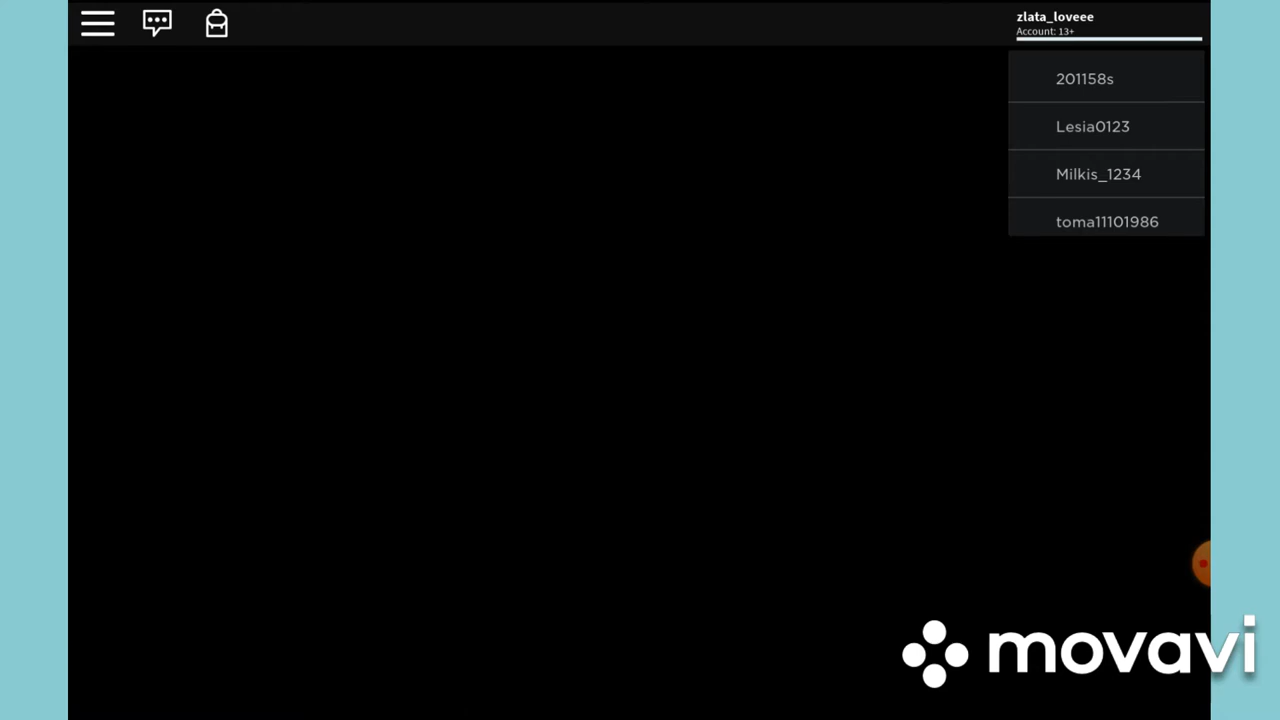 zlata_loveee
Account: 13+
201158s
Lesia0123
Milkis_1234
toma11101986
movavi